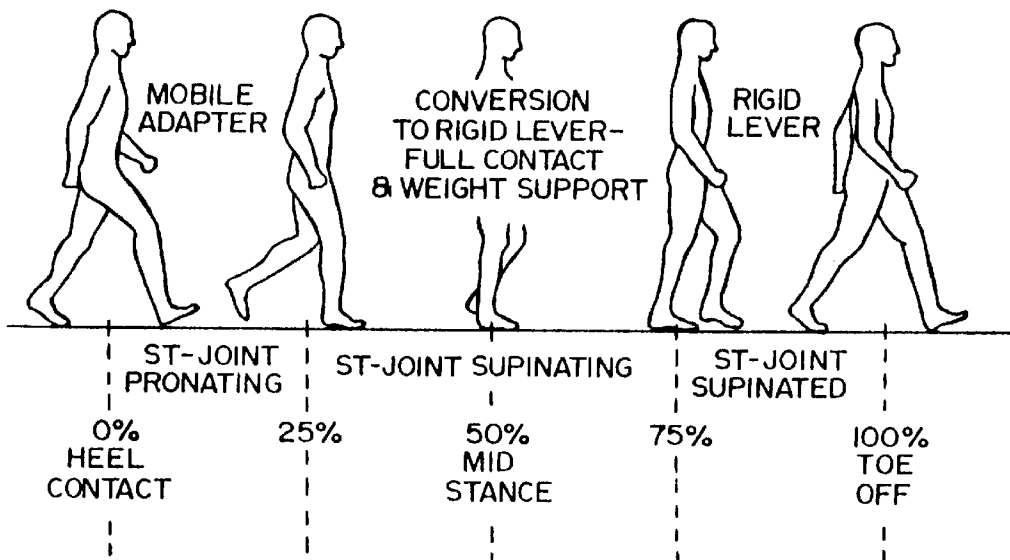 MOBILE
ADAPTER
CONVERSION
TO RIGID LEVER-
FULL CONTACT
& WEIGHT SUPPORT
RIGID
LEVER
ST-JOINT
PRONATING
ST-JOINT SUPINATING
ST-JOINT
SUPINATED
0%
HEEL
CONTACT
25%
50%
MID
STANCE
75%
100%
TOE
OFF